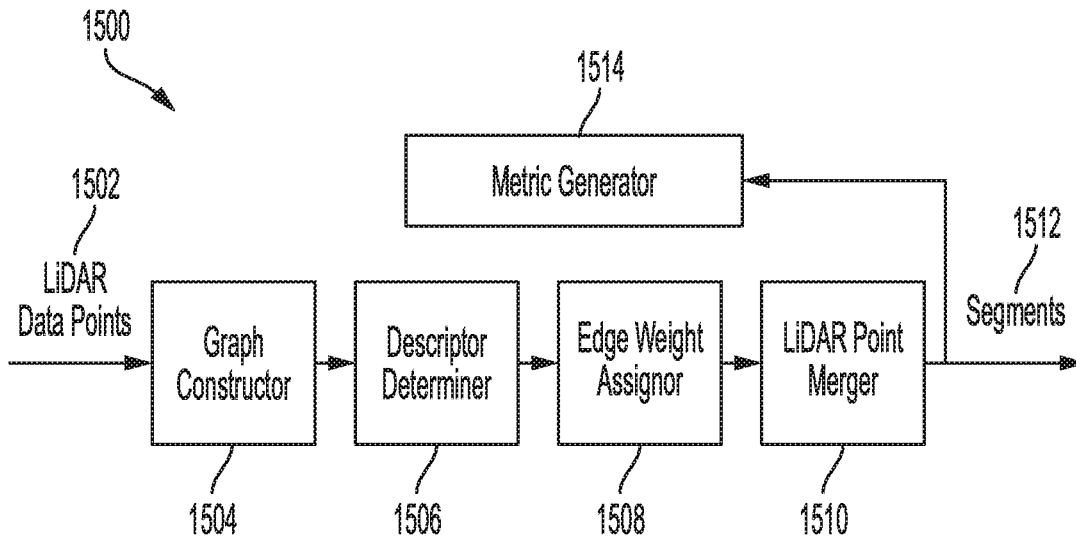 1500
1514
Metric Generator
1502
LiDAR
Data Points
1512
Segments
Graph
Constructor
Descriptor
Determiner
Edge Weight
Assignor
LiDAR Point
Merger
1504
1506
1508
1510